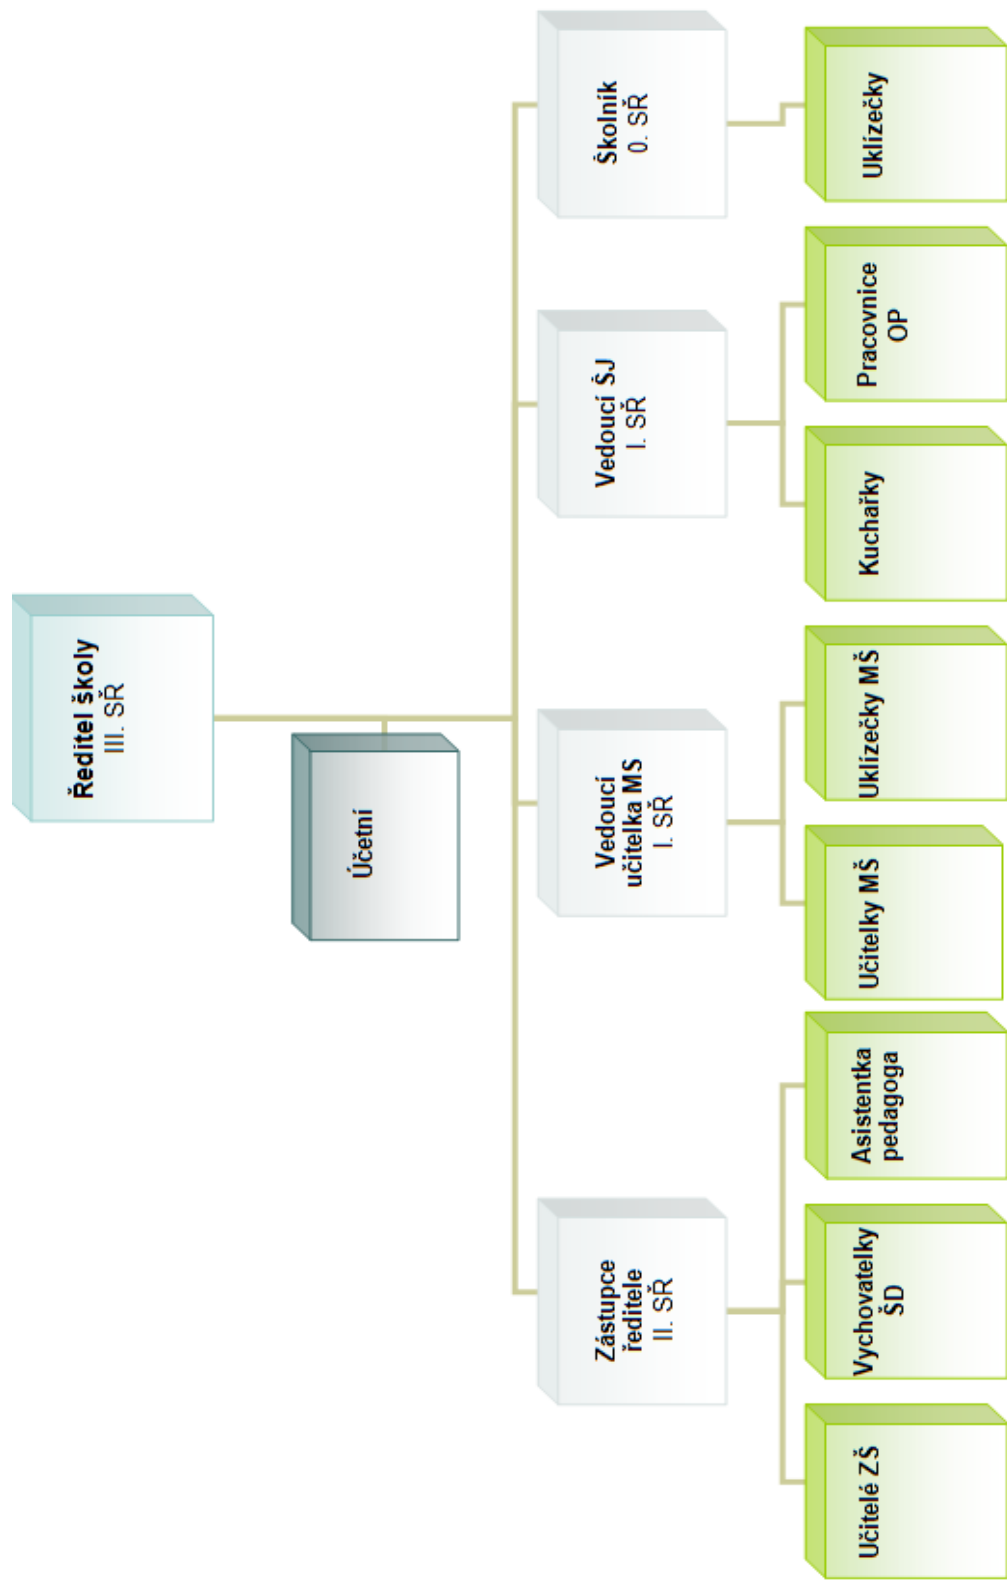 Ředitel školy
III. SŘ
Účetní
Zástupce
ředitele
II. SŘ
Vedoucí
učitelka MS
I. SŘ
Vedoucí ŠJ
I. SŘ
Školník
0. SŘ
Učitelé ZŠ
Vychovatelky
ŠD
Asistentka
pedagoga
Učitelky MŠ
Uklízečky MŠ
Kuchařky
Pracovnice
OP
Uklízečky